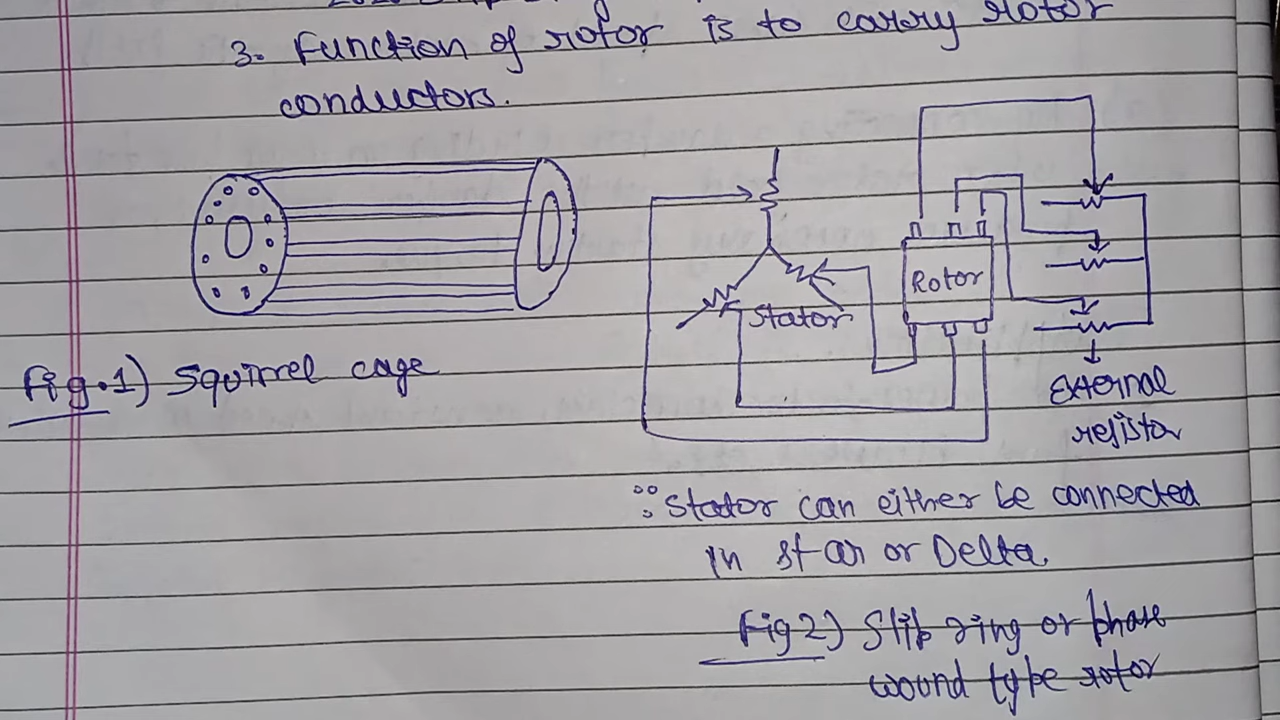 3. Function of rotor is to carry rotor
conductors.
Rotor
Stator
Fig.1) Squirrel cage
External
resistor
Stator can either be connected
in star or Delta.
Fig 2) Slip ring or phase
wound type rotor